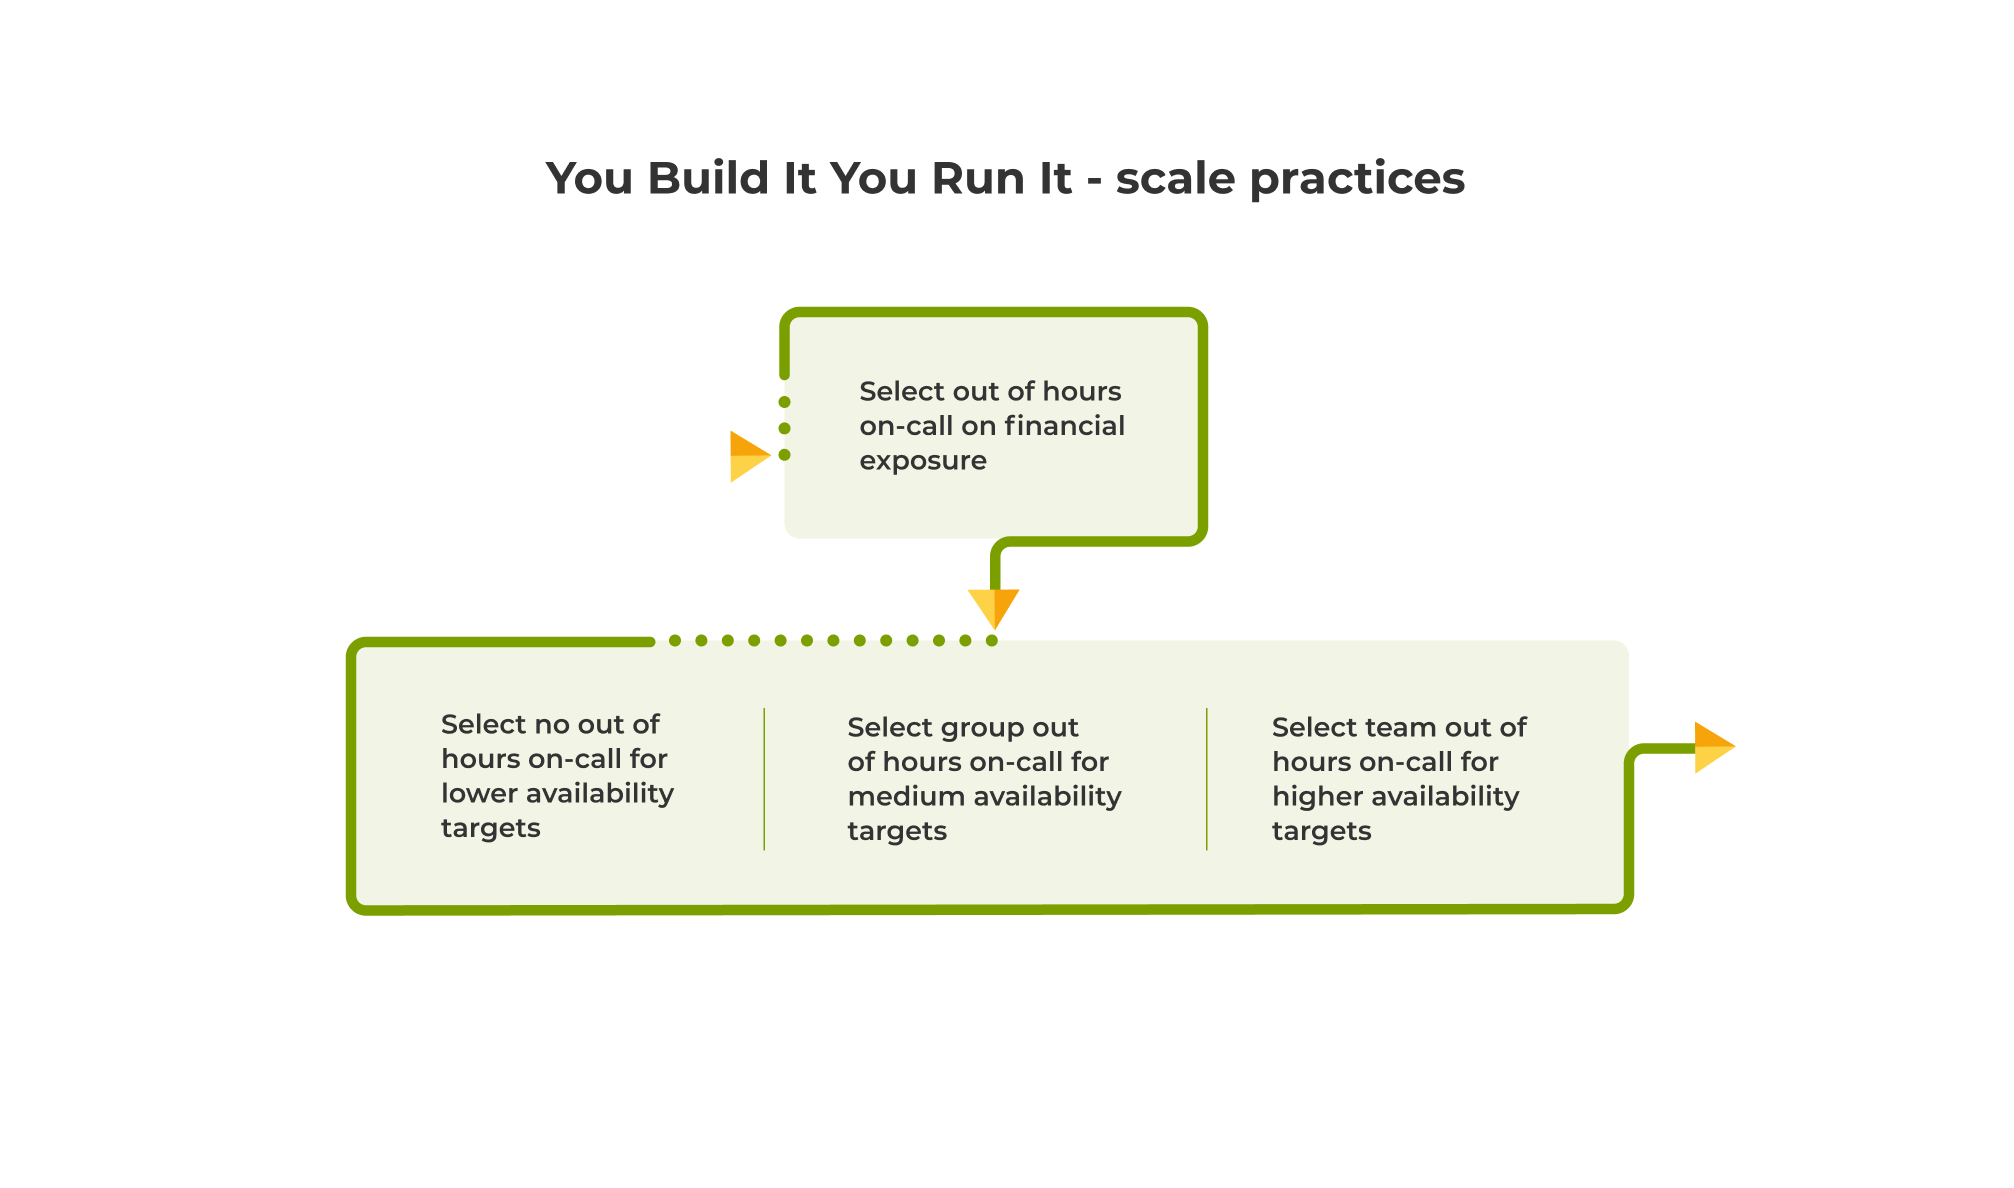 You Build It You Run It - scale practices
Select out of hours
on-call on financial
exposure
Select no out of
hours on-call for
lower availability
targets
Select group out
of hours on-call for
medium availability
targets
Select team out of
hours on-call for
higher availability
targets